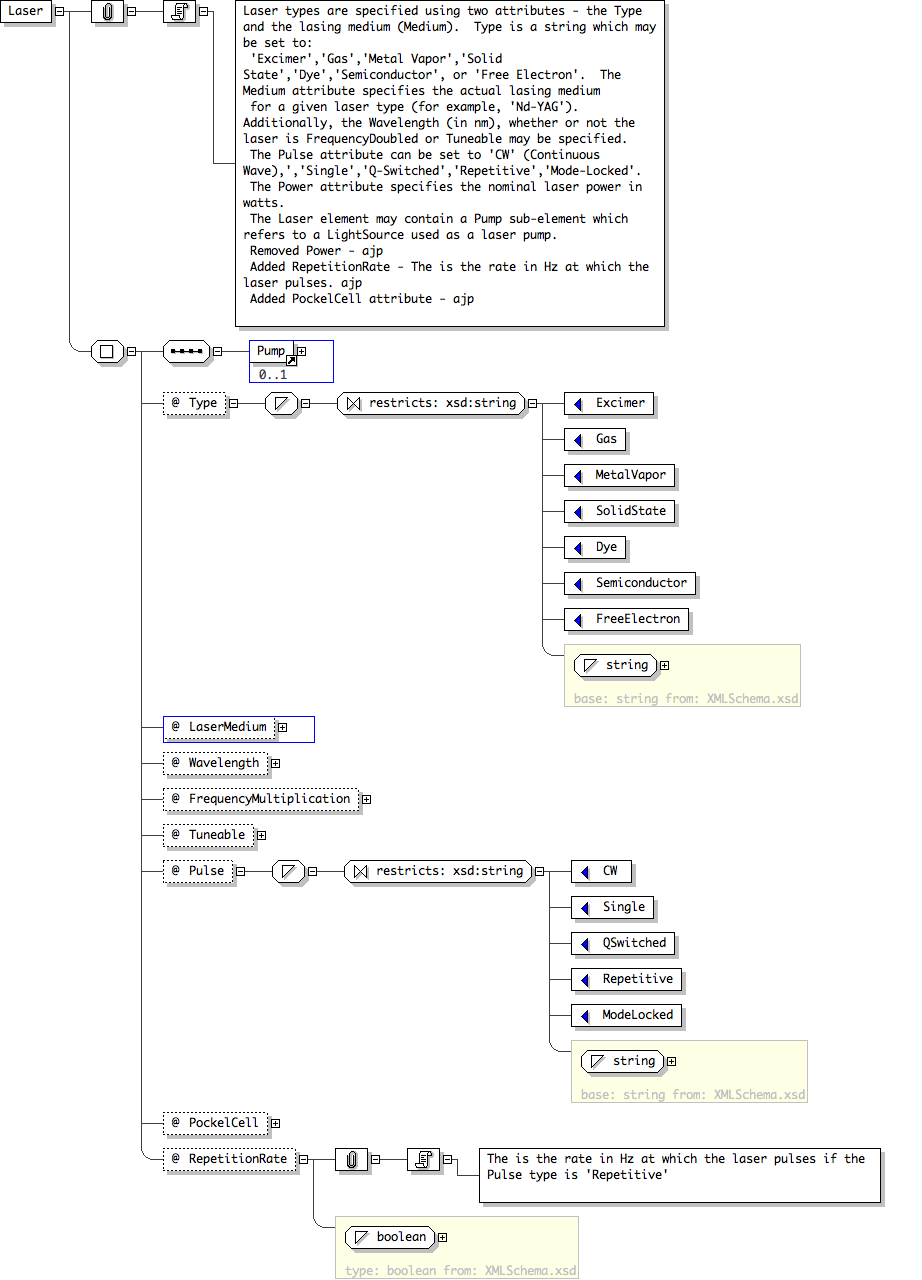 Laser
Laser types are specified using two attributes - the Type
and the lasing medium (Medium).  Type is a string which may
be set to:
'Excimer','Gas','Metal Vapor','Solid
State','Dye','Semiconductor', or 'Free Electron'.  The
Medium attribute specifies the actual lasing medium
for a given laser type (for example, 'Nd-YAG').
Additionally, the Wavelength (in nm), whether or not the
laser is FrequencyDoubled or Tuneable may be specified.
The Pulse attribute can be set to 'CW' (Continuous
Wave),','Single','Q-Switched','Repetitive','Mode-Locked'.
The Power attribute specifies the nominal laser power in
watts.
The Laser element may contain a Pump sub-element which
refers to a LightSource used as a laser pump.
Removed Power - ajp
Added RepetitionRate - The is the rate in Hz at which the
laser pulses. ajp
Added PockelCell attribute - ajp
Pump
0..1
@ Type
restricts: xsd:string
Excimer
Gas
MetalVapor
SolidState
Dye
Semiconductor
FreeElectron
string
base: string from: XMLSchema.xsd
@ LaserMedium
@ Wavelength
@ FrequencyMultiplication
@ Tuneable
@ Pulse
restricts: xsd:string
CW
Single
QSwitched
Repetitive
ModeLocked
string
base: string from: XMLSchema.xsd
@ PockelCell
@ RepetitionRate
The is the rate in Hz at which the laser pulses if the
Pulse type is 'Repetitive'
boolean
type: boolean from: XMLSchema.xsd